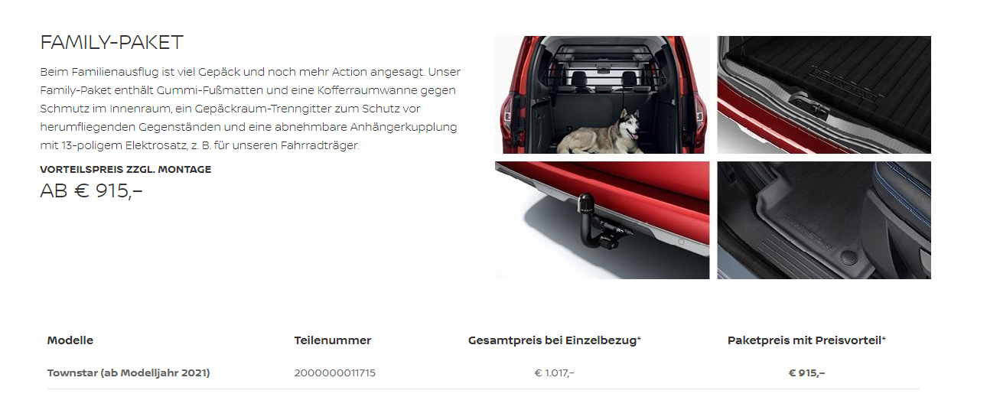 FAMILY-PAKET
Beim Familienausflug ist viel Gepäck und noch mehr Action angesagt. Unser
Family-Paket enthält Gummi-Fußmatten und eine Kofferraumwanne gegen
Schmutz im Innenraum, ein Gepäckraum-Trenngitter zum Schutz vor
herumfliegenden Gegenständen und eine abnehmbare Anhängerkupplung
mit 13-poligem Elektrosatz, z. B. für unseren Fahrradträger.
VORTEILSPREIS ZZGL. MONTAGE
AB € 915,–
TOWNSTAR
Modelle Teilenummer Gesamtpreis bei Einzelbezug* Paketpreis mit Preisvorteil*
Townstar (ab Modelljahr 2021) 2000000011715 € 1.017,– € 915,–